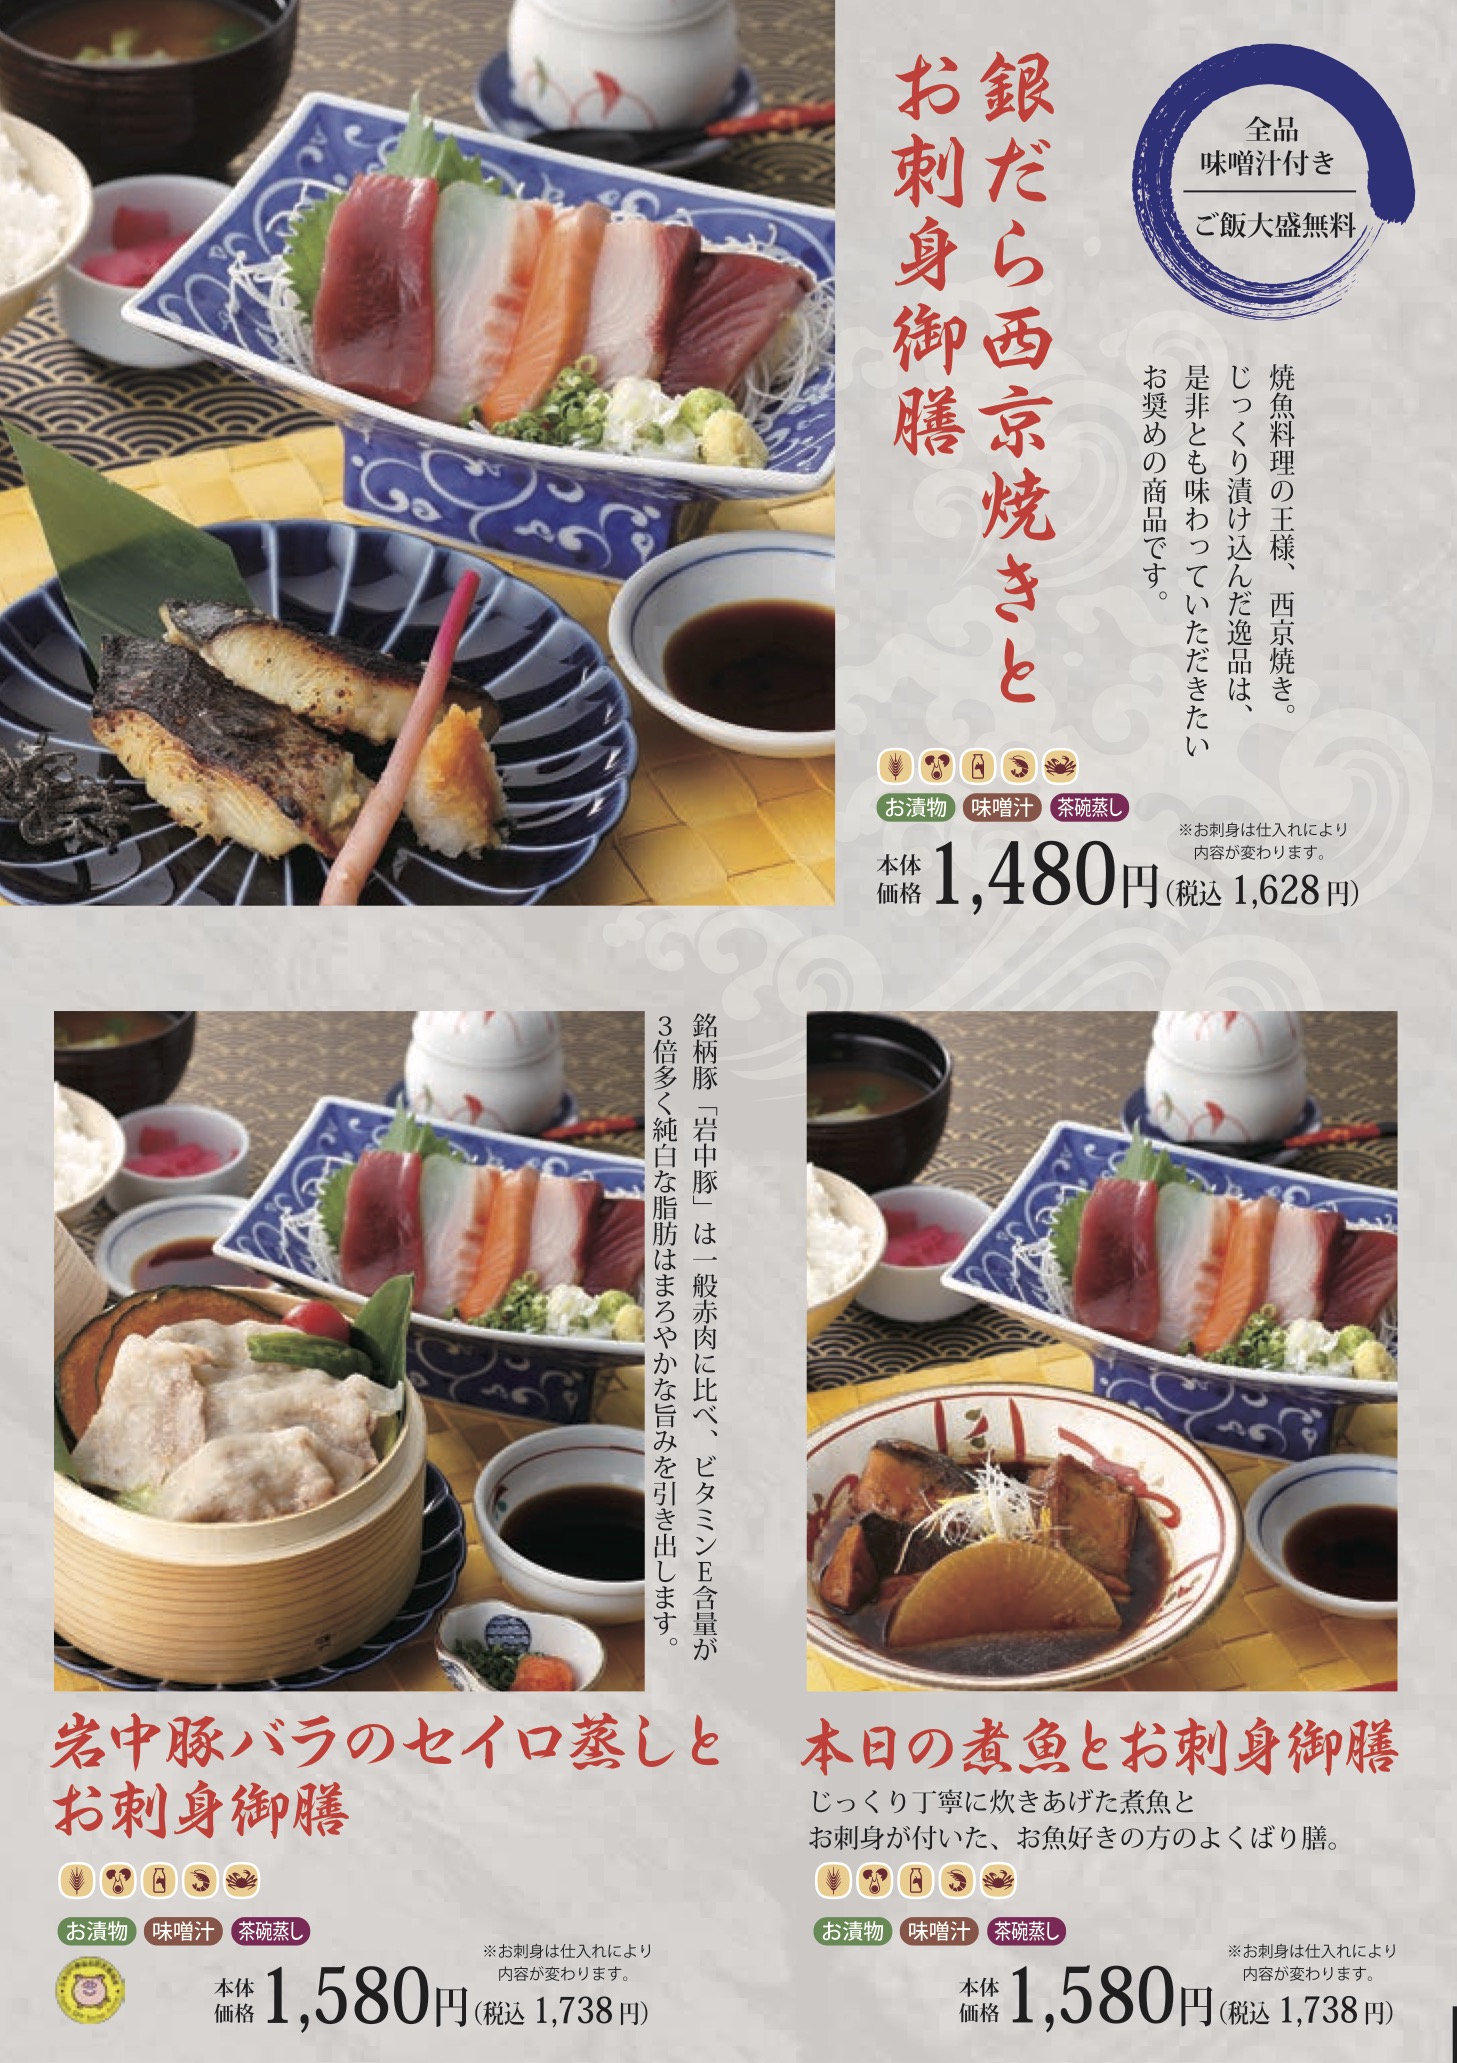 全品
味噌汁付き
ご飯大盛無料
銀だら西京焼きと
お刺身御膳
焼魚料理の王様、西京焼き。
じっくり漬け込んだ逸品は、
是非とも味わっていただきたい
お奨めの商品です。
お漬物 味噌汁 茶碗蒸し
※お刺身は仕入れにより
内容が変わります。
本体価格 1,480円(税込 1,628円)
銘柄豚「岩中豚」は一般赤肉に比べ、ビタミンE含量が
3倍多く純白な脂肪はまろやかな旨みを引き出します。
岩中豚バラのセイロ蒸しと
お刺身御膳
お漬物 味噌汁 茶碗蒸し
※お刺身は仕入れにより
内容が変わります。
本体価格 1,580円(税込 1,738円)
本日の煮魚とお刺身御膳
じっくり丁寧に炊きあげた煮魚と
お刺身が付いた、お魚好きの方のよくばり膳。
お漬物 味噌汁 茶碗蒸し
※お刺身は仕入れにより
内容が変わります。
本体価格 1,580円(税込 1,738円)